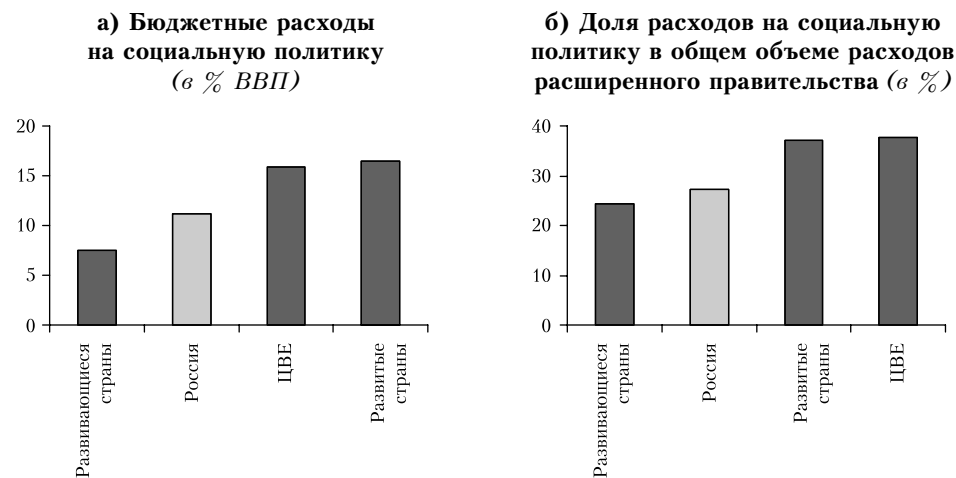 а) Бюджетные расходы
на социальную политику
(в % ВВП)
20
15
10
5
0
Развивающиеся
страны
Россия
ЦВЕ
Развитые
страны
б) Доля расходов на социальную
политику в общем объеме расходов
расширенного правительства (в %)
40
30
20
10
0
Развивающиеся
страны
Россия
Развитые
страны
ЦВЕ